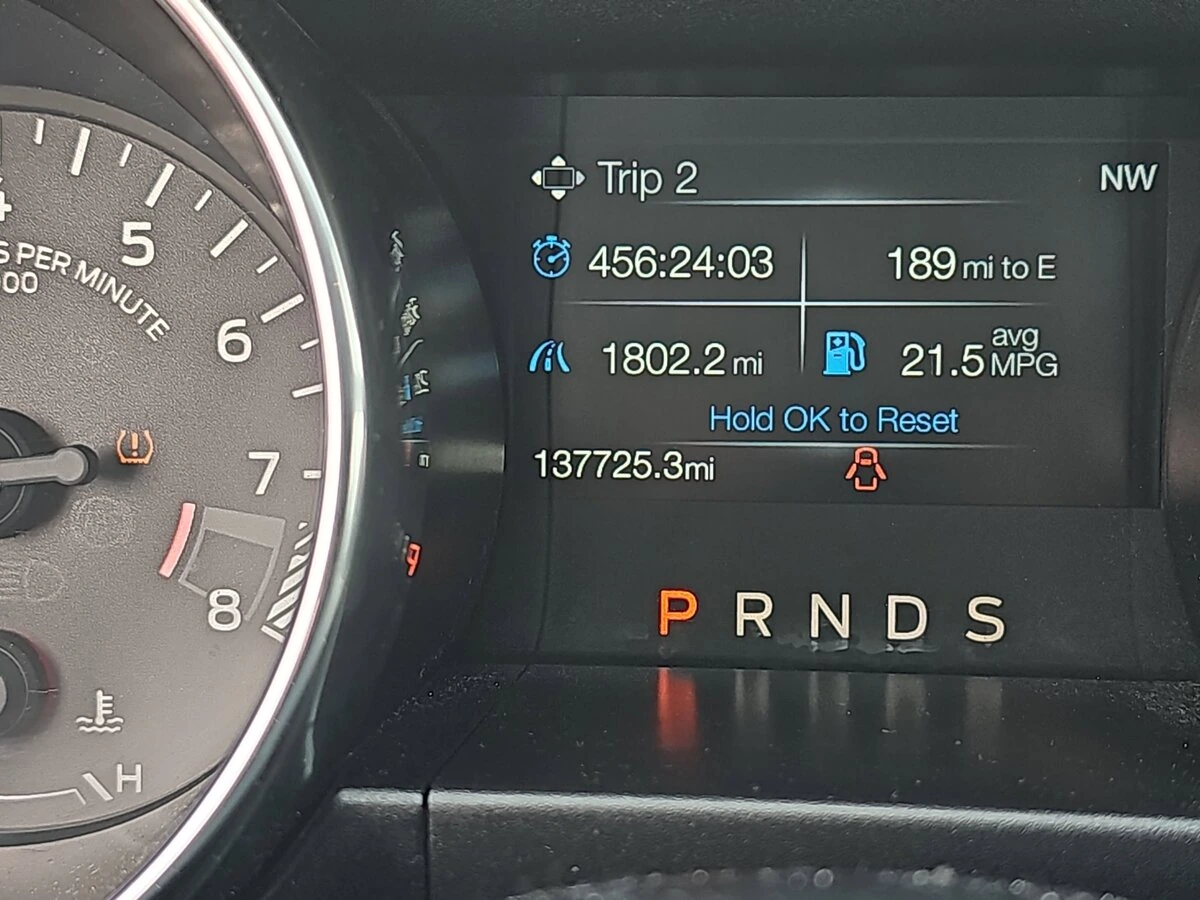 Trip 2
NW
456:24:03
189 mi to E
1802.2 mi
21.5 avg MPG
Hold OK to Reset
137725.3mi
P R N D S
5
6
7
8
PER MINUTE
H